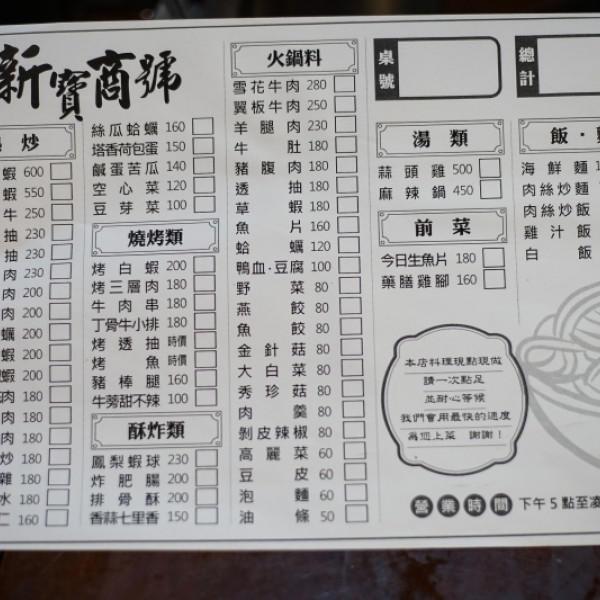 新寶商號
炒
蝦 600
蝦 550
牛 250
抽 230
抽 230
肉 230
肉 200
肉 200
蠣 200
蝦 200
蝦 200
肉 180
肉 180
肉 180
炒 180
雜 180
水 180
仁 160
絲瓜蛤蠣 160
塔香荷包蛋 150
鹹蛋苦瓜 140
空心菜 120
豆芽菜 100
燒烤類
烤白蝦 200
烤三層肉 180
牛肉串 180
丁骨牛小排 180
烤透抽 時價
烤魚 時價
豬棒腿 160
牛蒡甜不辣 100
酥炸類
鳳梨蝦球 230
炸肥腸 200
排骨酥 200
香蒜七里香 150
火鍋料
雪花牛肉 280
翼板牛肉 250
羊腿肉 230
牛肚 180
豬腹肉 180
透抽 180
草蝦 180
魚片 160
蛤蠣 120
鴨血·豆腐 100
野菜 80
燕餃 80
魚餃 80
金針菇 80
大白菜 80
秀珍菇 80
肉羹 80
剝皮辣椒 80
高麗菜 60
豆皮 60
泡麵 60
油條 50
桌號
總計
湯類
蒜頭雞 500
麻辣鍋 450
前菜
今日生魚片 180
藥膳雞腳 160
飯·
海鮮麵
肉絲炒麵
肉絲炒飯
雞汁飯
白飯
本店料理現點現做
請一次點足
並耐心等候
我們會用最快的速度
為您上菜 謝謝！
營業時間 下午5點至凌